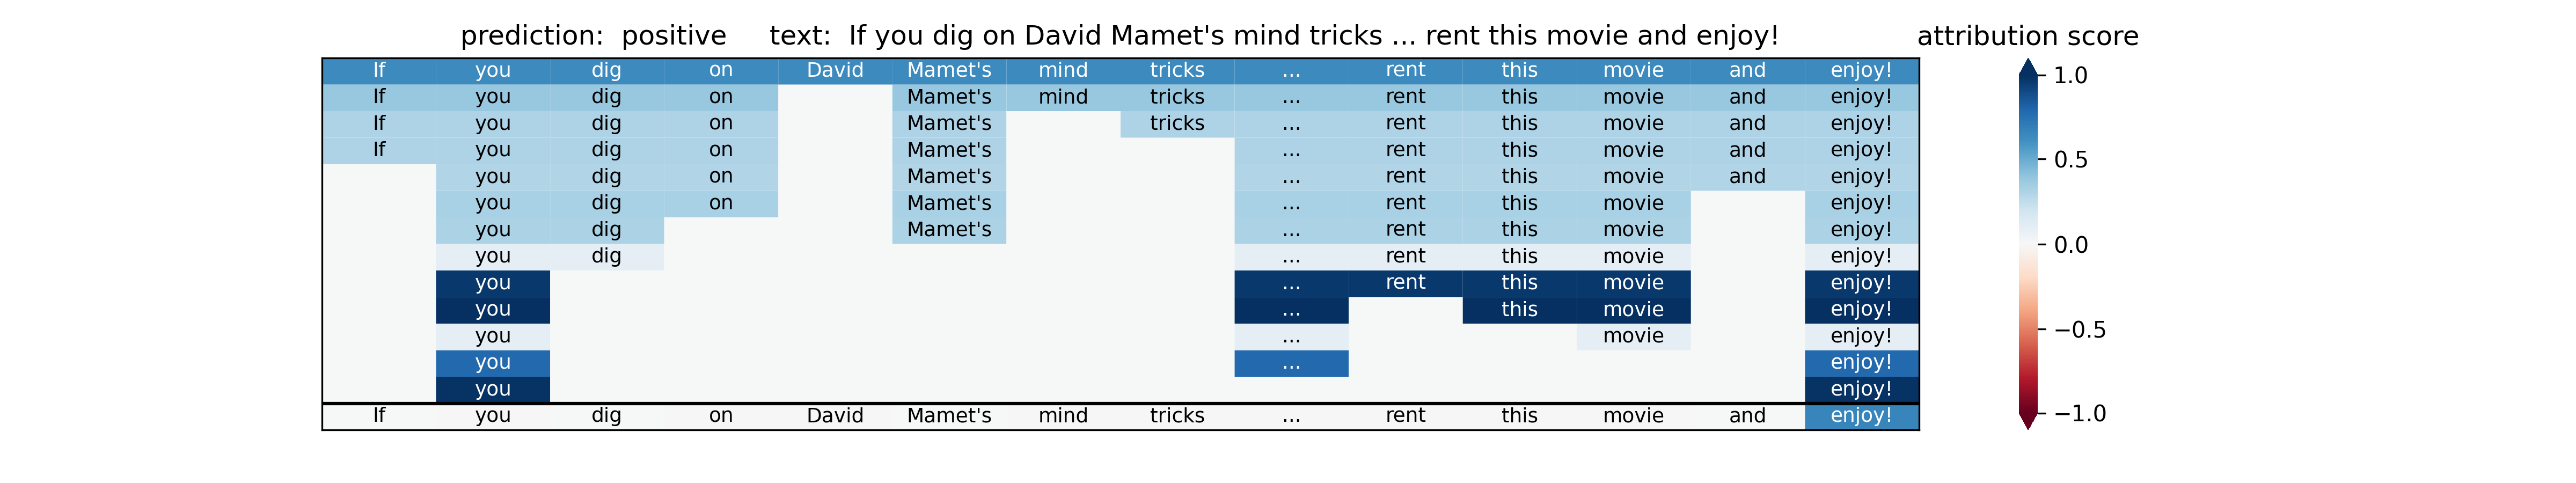 prediction: positive text: If you dig on David Mamet's mind tricks ... rent this movie and enjoy! attribution score
If you dig on David Mamet's mind tricks ... rent this movie and enjoy!
If you dig on Mamet's mind tricks ... rent this movie and enjoy!
If you dig on Mamet's tricks ... rent this movie and enjoy!
If you dig on Mamet's ... rent this movie and enjoy!
you dig on Mamet's ... rent this movie and enjoy!
you dig on Mamet's ... rent this movie enjoy!
you dig Mamet's ... rent this movie enjoy!
you dig ... rent this movie enjoy!
you ... rent this movie enjoy!
you ... this movie enjoy!
you ... movie enjoy!
you ... enjoy!
you enjoy!
If you dig on David Mamet's mind tricks ... rent this movie and enjoy!
1.0
0.5
0.0
−0.5
−1.0